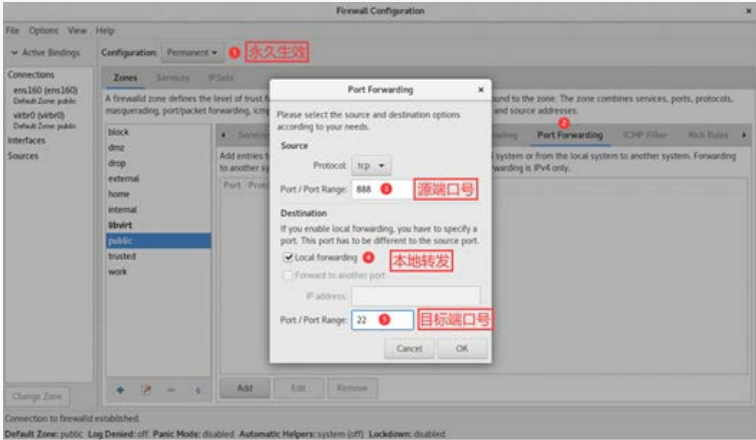 Firewall Configuration
File Options View Help
Active Bindings
Configuration: Permanent 1 永久生效
Connections
ens160 (ens160)
Default Zone: public
virbr0 (virbr0)
Default Zone: public
Interfaces
Sources
Zones Services IPSets
A firewalld zone defines the level of trust f
ound to the zone. The zone combines services, ports, protocols,
masquerading, port/packet forwarding, icmp
and source addresses.
block
dmz
drop
external
home
internal
libvirt
public
trusted
work
Service
2
Port Forwarding ICMP Filter Rich Rules
Add entries t
l system or from the local system to another system. Forwarding
to another sy
warding is IPv4 only.
Port Proto
Port Forwarding
Please select the source and destination options
according to your needs.
Source
Protocol: tcp
Port / Port Range: 888 3 源端口号
Destination
If you enable local forwarding, you have to specify a
port. This port has to be different to the source port.
Local forwarding 4 本地转发
Forward to another port
IP address:
Port / Port Range: 22 5 目标端口号
Cancel OK
Add Edit Remove
Change Zone
Connection to firewalld established.
Default Zone: public Log Denied: off Panic Mode: disabled Automatic Helpers: system (off) Lockdown: disabled